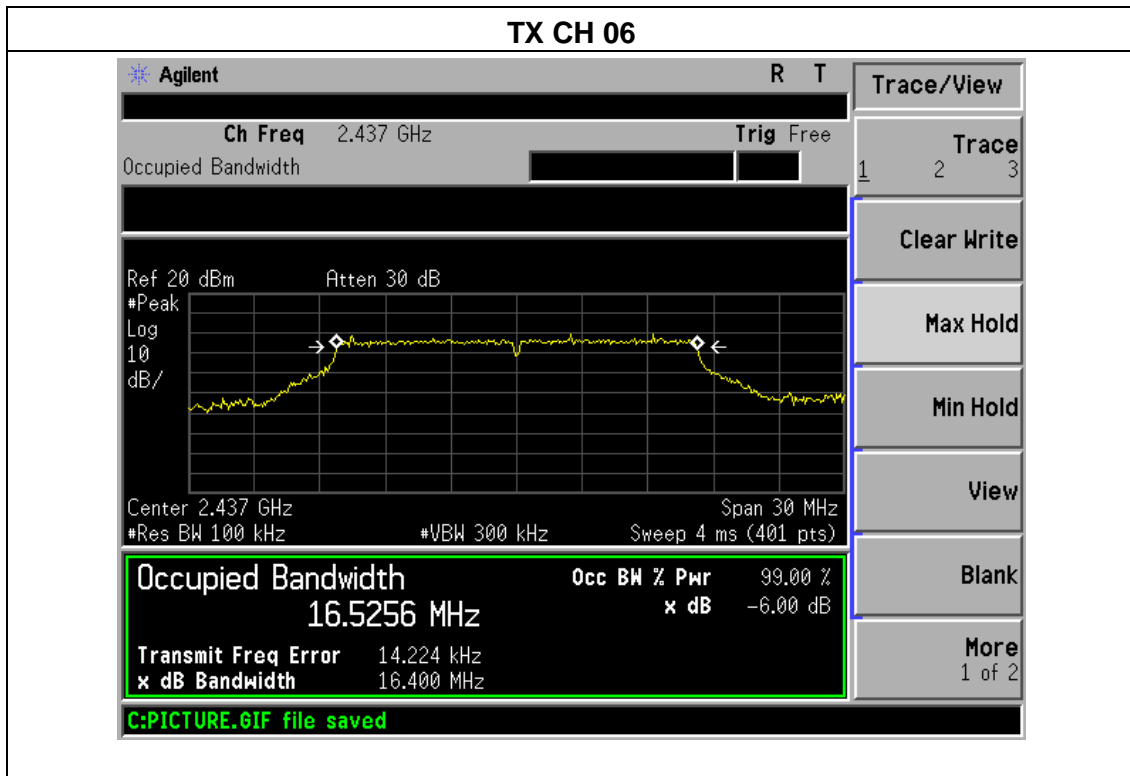 TX CH 06
Agilent R T
Trace/View
Ch Freq 2.437 GHz Trig Free
Occupied Bandwidth
Trace
1 2 3
Clear Write
Ref 20 dBm Atten 30 dB
#Peak
Log
10
dB/
Max Hold
Min Hold
View
Center 2.437 GHz Span 30 MHz
#Res BW 100 kHz #VBW 300 kHz Sweep 4 ms (401 pts)
Occupied Bandwidth Occ BW % Pwr 99.00 %
16.5256 MHz x dB -6.00 dB
Blank
Transmit Freq Error 14.224 kHz
x dB Bandwidth 16.400 MHz
More
1 of 2
C:PICTURE.GIF file saved